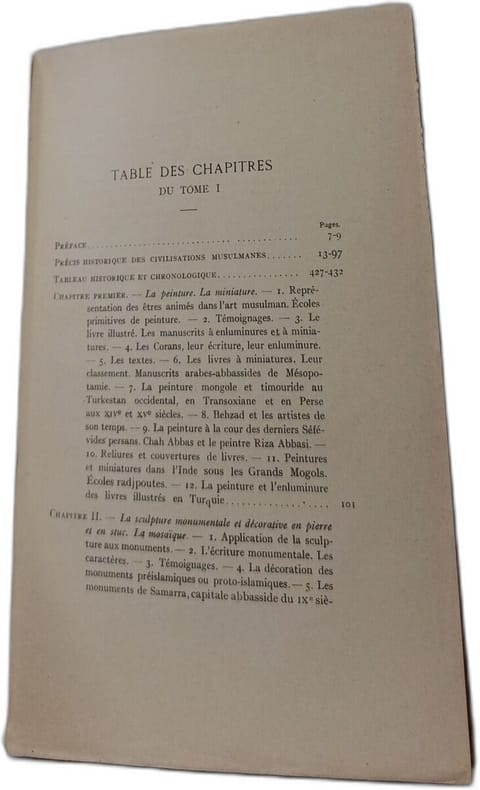 TABLE DES CHAPITRES
DU TOME I
Pages.
PRÉFACE........................................ 7-9
PRÉCIS HISTORIQUE DES CIVILISATIONS MUSULMANES....... 13-97
TABLEAU HISTORIQUE ET CHRONOLOGIQUE............... 427-432
CHAPITRE PREMIER. — La peinture. La miniature. — 1. Repré-
sentation des êtres animés dans l'art musulman. Écoles
primitives de peinture. — 2. Témoignages. — 3. Le
livre illustré. Les manuscrits à enluminures et à minia-
tures. — 4. Les Corans, leur écriture, leur enluminure.
— 5. Les textes. — 6. Les livres à miniatures. Leur
classement. Manuscrits arabes-abbassides de Mésopo-
tamie. — 7. La peinture mongole et timouride au
Turkestan occidental, en Transoxiane et en Perse
aux XIVe et XVe siècles. — 8. Behzad et les artistes de
son temps. — 9. La peinture à la cour des derniers Séfé-
vides persans. Chah Abbas et le peintre Riza Abbasi. —
10. Reliures et couvertures de livres. — 11. Peintures
et miniatures dans l'Inde sous les Grands Mogols.
Écoles radjpoutes. — 12. La peinture et l'enluminure
des livres illustrés en Turquie.................. 101
CHAPITRE II. — La sculpture monumentale et décorative en pierre
et en stuc. La mosaïque. — 1. Application de la sculp-
ture aux monuments. — 2. L'écriture monumentale. Les
caractères. — 3. Témoignages. — 4. La décoration des
monuments préislamiques ou proto-islamiques. — 5. Les
monuments de Samarra, capitale abbasside du IXe siè-